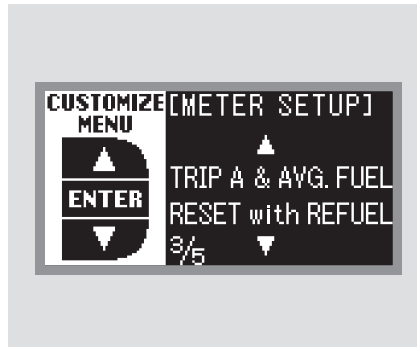 CUSTOMIZE
MENU
ENTER
[METER SETUP]
TRIP A & AVG. FUEL
RESET with REFUEL
3/5